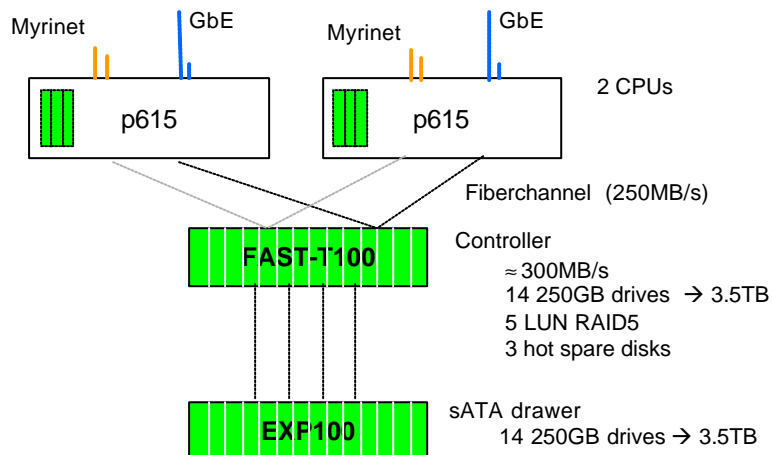 Myrinet
GbE
Myrinet
GbE
p615
p615
2 CPUs
Fiberchannel (250MB/s)
FAST-T100
Controller
≈ 300MB/s
14 250GB drives → 3.5TB
5 LUN RAID5
3 hot spare disks
EXP100
sATA drawer
14 250GB drives → 3.5TB